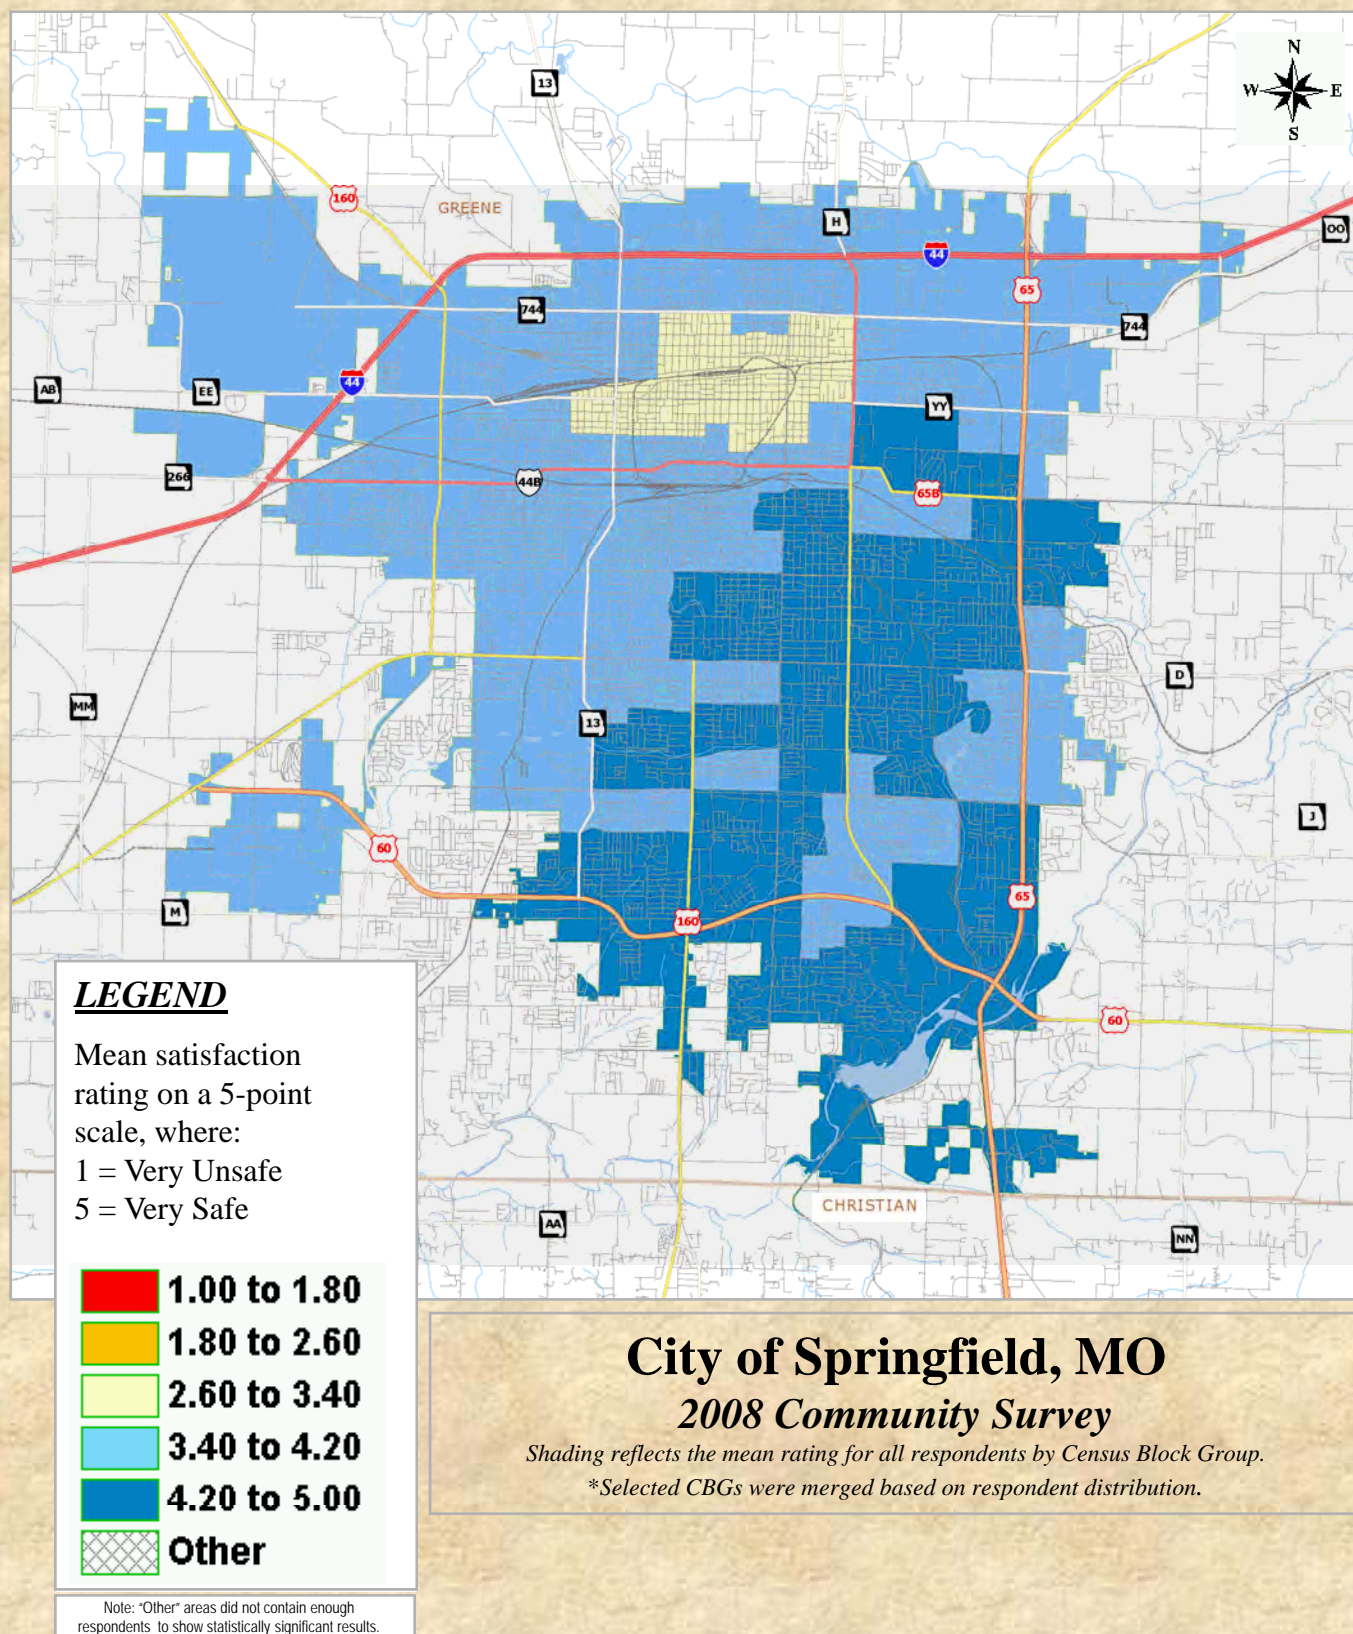 N
W E
S
13
160
GREENE
H
OO
44
65
744
744
44
AB
EE
YY
266
44B
65B
D
MM
13
J
60
65
M
160
60
CHRISTIAN
AA
NN
LEGEND
Mean satisfaction
rating on a 5-point
scale, where:
1 = Very Unsafe
5 = Very Safe
1.00 to 1.80
1.80 to 2.60
2.60 to 3.40
3.40 to 4.20
4.20 to 5.00
Other
Note: “Other” areas did not contain enough
respondents to show statistically significant results.
City of Springfield, MO
2008 Community Survey
Shading reflects the mean rating for all respondents by Census Block Group.
*Selected CBGs were merged based on respondent distribution.